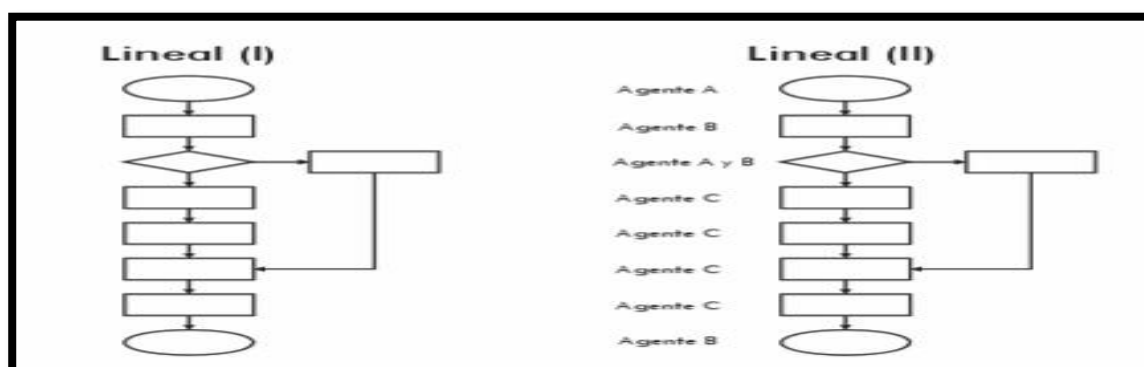 Lineal (I)
Lineal (II)
Agente A
Agente B
Agente A y B
Agente C
Agente C
Agente C
Agente C
Agente B